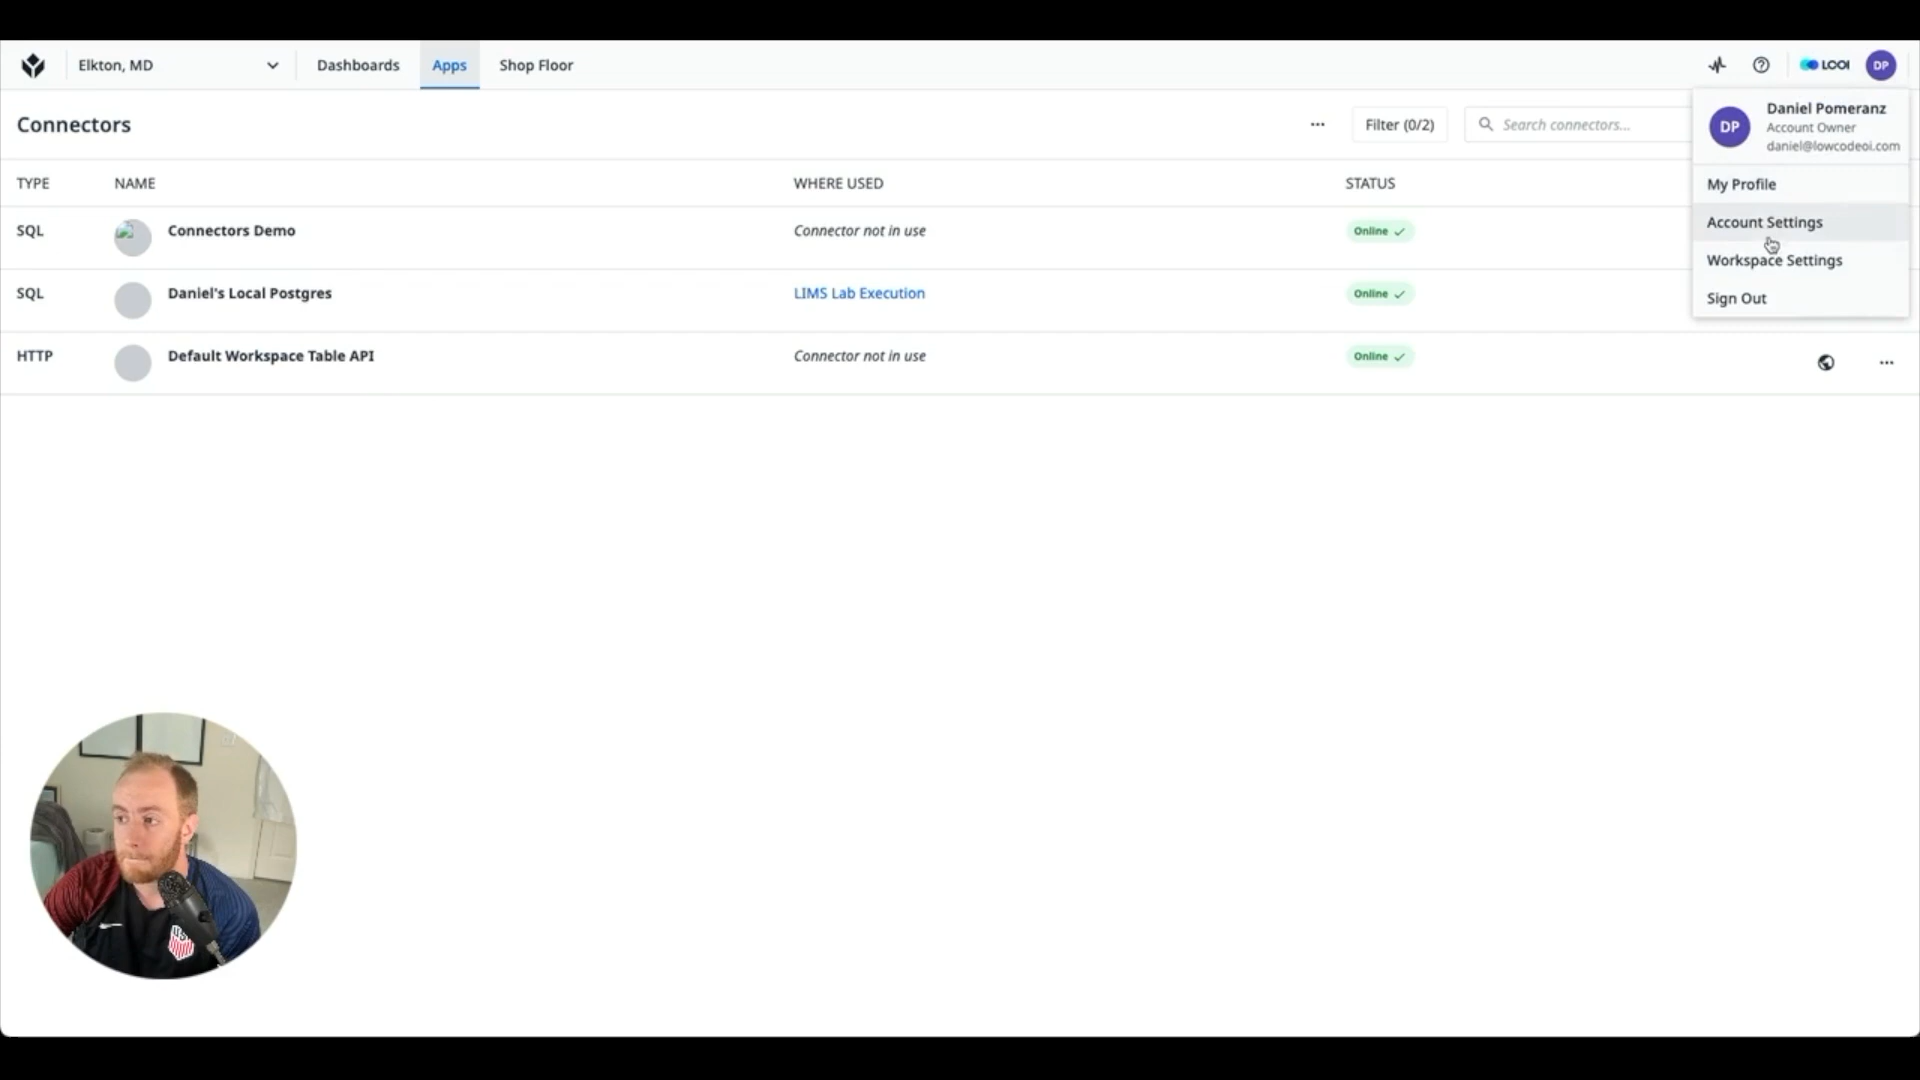 Elkton, MD
Dashboards
Apps
Shop Floor
LOOI
DP
Connectors
Filter (0/2)
Search connectors...
DP
Daniel Pomeranz
Account Owner
daniel@lowcodeoi.com
My Profile
Account Settings
Workspace Settings
Sign Out
TYPE NAME WHERE USED STATUS
SQL Connectors Demo Connector not in use Online
SQL Daniel's Local Postgres LIMS Lab Execution Online
HTTP Default Workspace Table API Connector not in use Online